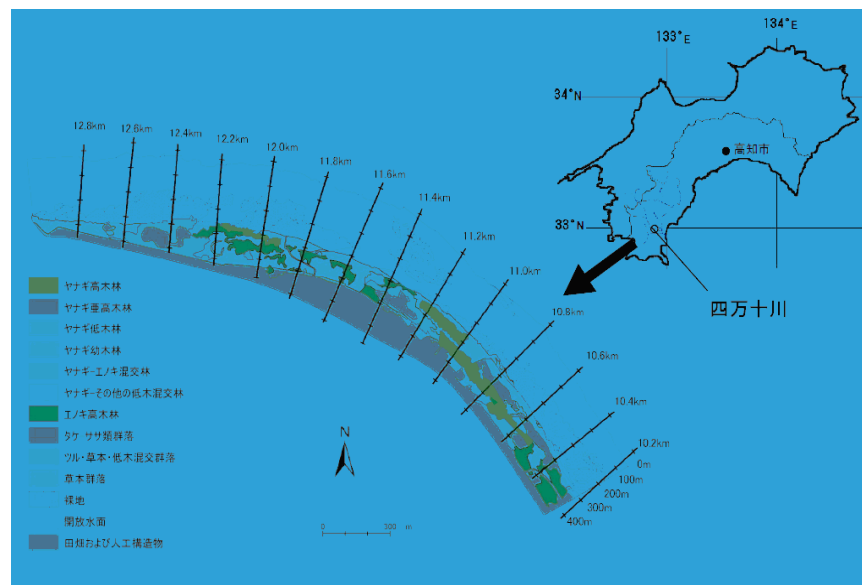 133°E
134°E
34°N
高知市
33°N
四万十川
12.8km
12.6km
12.4km
12.2km
12.0km
11.8km
11.6km
11.4km
11.2km
11.0km
10.8km
10.6km
10.4km
10.2km
0m
100m
200m
300m
400m
ヤナギ高木林
ヤナギ亜高木林
ヤナギ低木林
ヤナギ幼木林
ヤナギ-エノキ混交林
ヤナギ-その他の低木混交林
エノキ高木林
タケ・ササ類群落
ツル・草本・低木混交群落
草本群落
裸地
開放水面
田畑および人工構造物
N
0 300 m